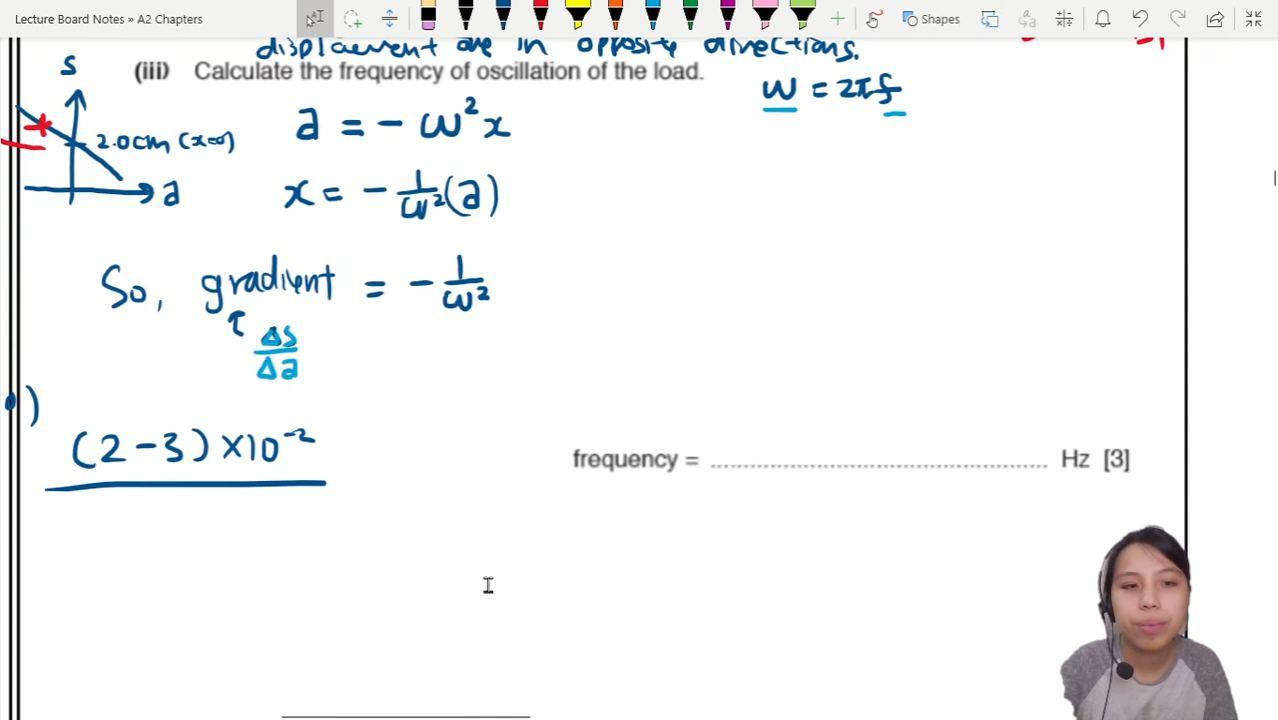 Lecture Board Notes » A2 Chapters
Shapes
displacement are in opposite directions.
(iii) Calculate the frequency of oscillation of the load.
ω = 2πf
s
2.0cm (x=0)
a
a = - ω²x
x = - 1/ω² (a)
So, gradient = - 1/ω²
Δs/Δa
(2-3)×10⁻²
frequency = ................................................ Hz [3]